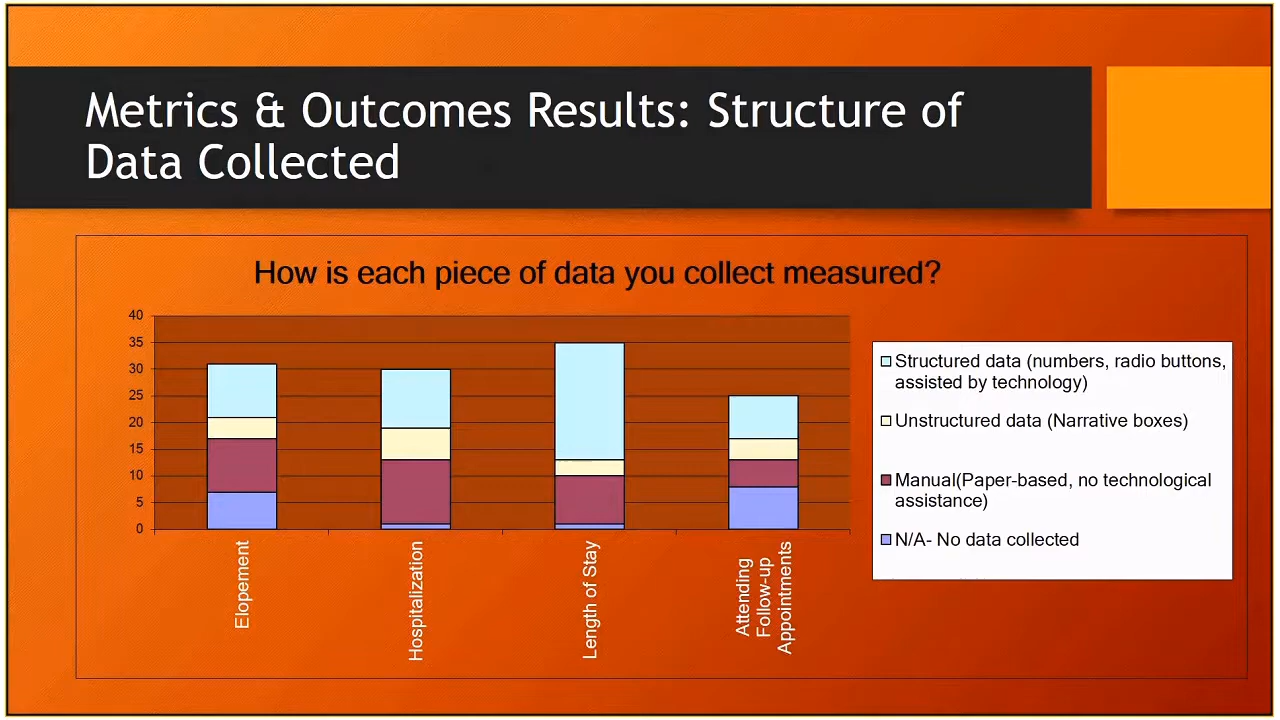 Metrics & Outcomes Results: Structure of
Data Collected
How is each piece of data you collect measured?
40
35
30
25
20
15
10
5
0
Elopement
Hospitalization
Length of Stay
Attending
Follow-up
Appointments
Structured data (numbers, radio buttons,
assisted by technology)
Unstructured data (Narrative boxes)
Manual(Paper-based, no technological
assistance)
N/A- No data collected